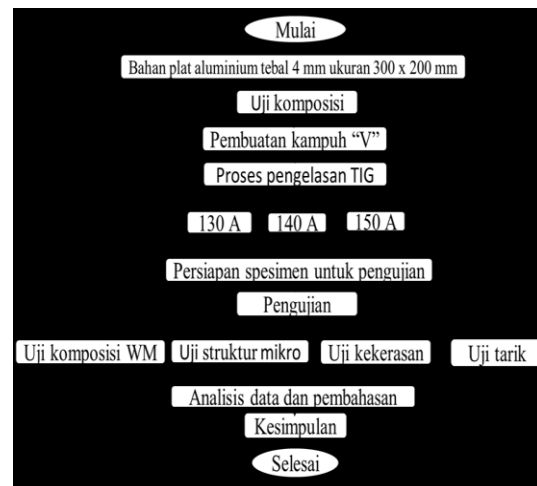 Mulai
Bahan plat aluminium tebal 4 mm ukuran 300 x 200 mm
Uji komposisi
Pembuatan kampuh “V”
Proses pengelasan TIG
130 A 140 A 150 A
Persiapan spesimen untuk pengujian
Pengujian
Uji komposisi WM Uji struktur mikro Uji kekerasan Uji tarik
Analisis data dan pembahasan
Kesimpulan
Selesai